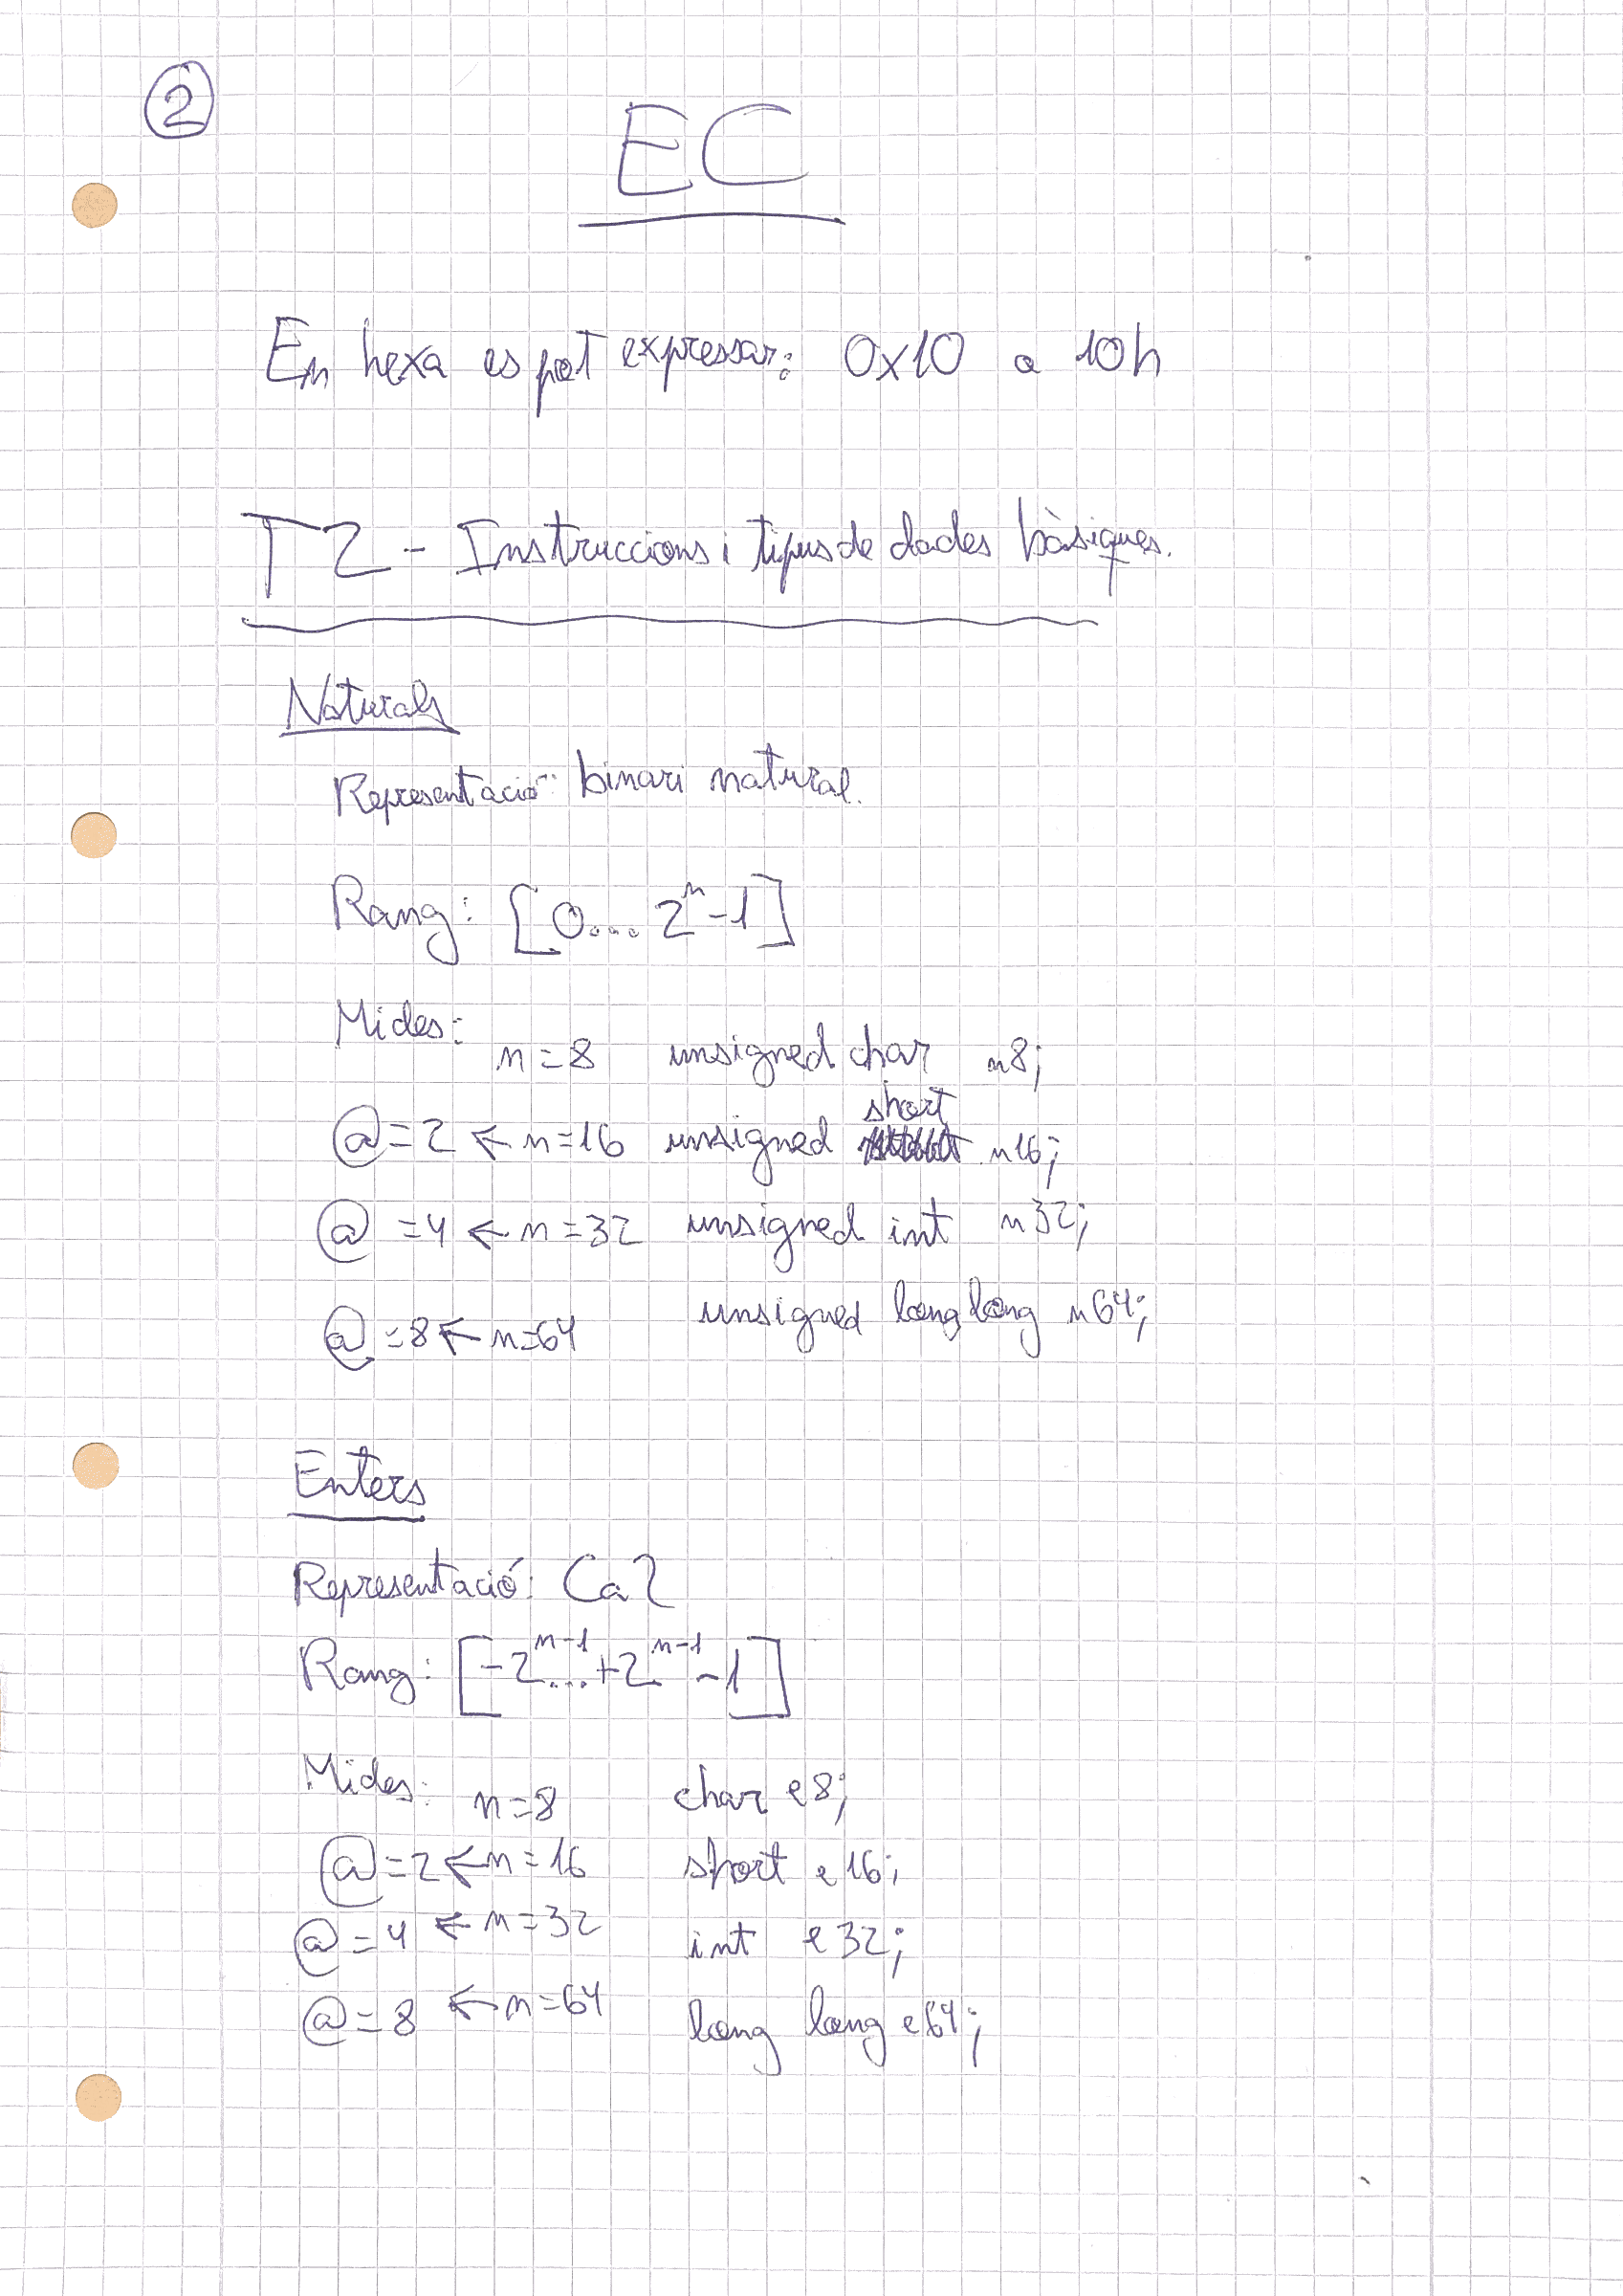 2
EC
En hexa es pot expressar: 0x10 o 10h
T2 - Instruccions i tipus de dades bàsiques.
Naturals
Representació: binari natural.
Rang: [0... 2^n-1]
Mides:
n=8 unsigned char n8;
@=2 ← n=16 unsigned short n16;
@=4 ← n=32 unsigned int n32;
@=8 ← n=64 unsigned long long n64;
Enters
Representació: Ca2
Rang: [-2^n-1...+2^n-1-1]
Mides: n=8 char e8;
@=2 ← n=16 short e16;
@=4 ← n=32 int e32;
@=8 ← n=64 long long e64;